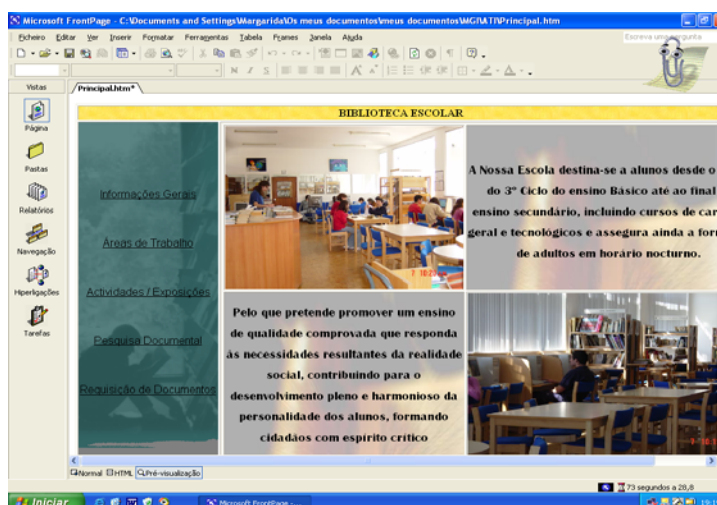 Microsoft FrontPage - C:\Documents and Settings\Margarida\Os meus documentos\meus documentos\MGI\ATI\Principal.htm
Ficheiro Editar Ver Inserir Formatar Ferramentas Tabela Frames Janela Ajuda
Escreva uma pergunta
N I S
Vistas
Principal.htm*
Página
Pastas
Relatórios
Navegação
Hiperligações
Tarefas
BIBLIOTECA ESCOLAR
Informações Gerais
Áreas de Trabalho
Actividades / Exposições
Pesquisa Documental
Requisição de Documentos
A Nossa Escola destina-se a alunos desde o
do 3º Ciclo do ensino Básico até ao final
ensino secundário, incluindo cursos de car
geral e tecnológicos e assegura ainda a for
de adultos em horário nocturno.
Pelo que pretende promover um ensino
de qualidade comprovada que responda
às necessidades resultantes da realidade
social, contribuindo para o
desenvolvimento pleno e harmonioso da
personalidade dos alunos, formando
cidadãos com espírito crítico
Normal HTML Pré-visualização
73 segundos a 28,8
Iniciar
Microsoft FrontPage -